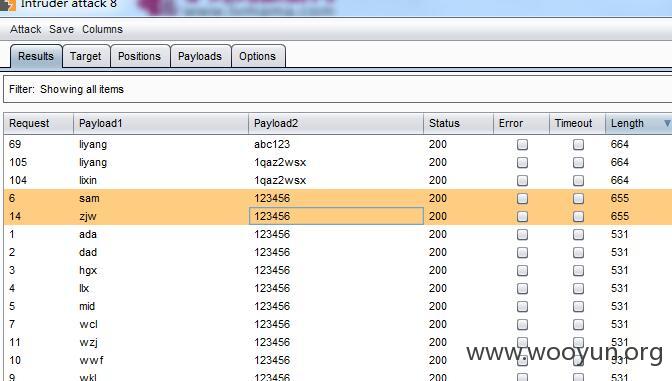 Intruder attack 8
Attack Save Columns
Results Target Positions Payloads Options
Filter: Showing all items
Request Payload1 Payload2 Status Error Timeout Length
69 liyang abc123 200 664
105 liyang 1qaz2wsx 200 664
104 lixin 1qaz2wsx 200 664
6 sam 123456 200 655
14 zjw 123456 200 655
1 ada 123456 200 531
2 dad 123456 200 531
3 hgx 123456 200 531
4 llx 123456 200 531
5 mid 123456 200 531
7 wcl 123456 200 531
11 wzj 123456 200 531
10 wwf 123456 200 531
9 wkl 123456 200 531
www.wooyun.org